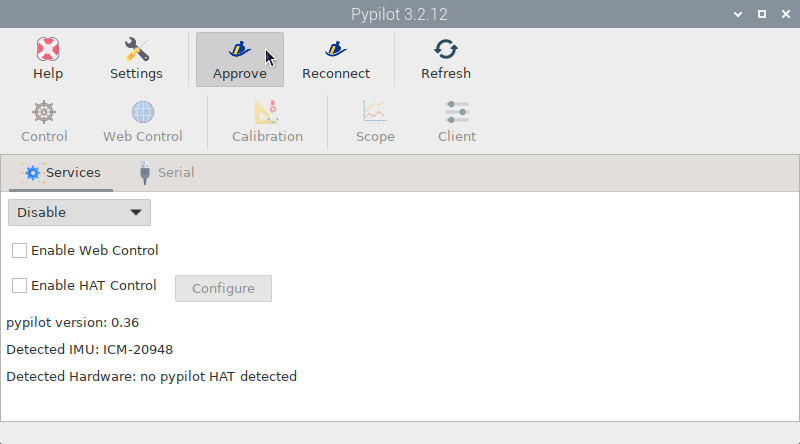 Pypilot 3.2.12
Help Settings Approve Reconnect Refresh
Control Web Control Calibration Scope Client
Services Serial
Disable
Enable Web Control
Enable HAT Control Configure
pypilot version: 0.36
Detected IMU: ICM-20948
Detected Hardware: no pypilot HAT detected